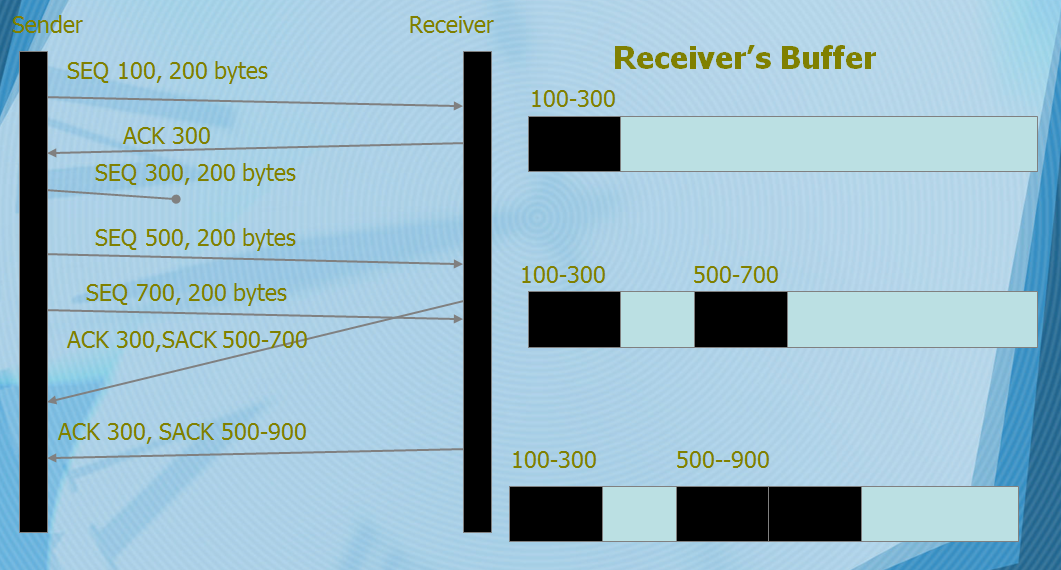 Sender
Receiver
Receiver's Buffer
SEQ 100, 200 bytes
100-300
ACK 300
SEQ 300, 200 bytes
SEQ 500, 200 bytes
100-300
500-700
SEQ 700, 200 bytes
ACK 300,SACK 500-700
ACK 300, SACK 500-900
100-300
500--900